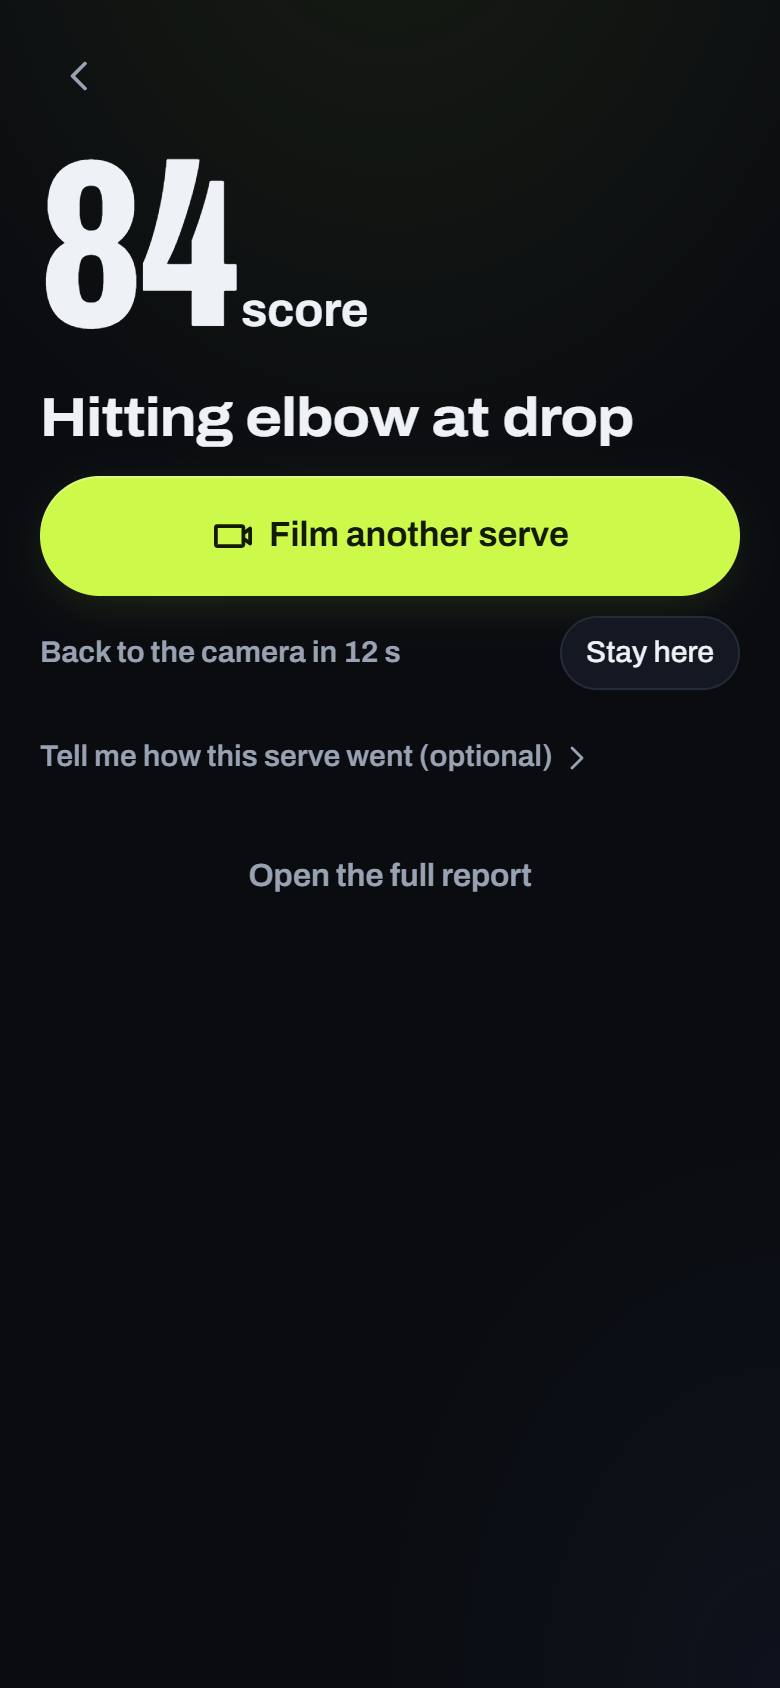 84 score
Hitting elbow at drop
Film another serve
Back to the camera in 12 s
Stay here
Tell me how this serve went (optional)
Open the full report